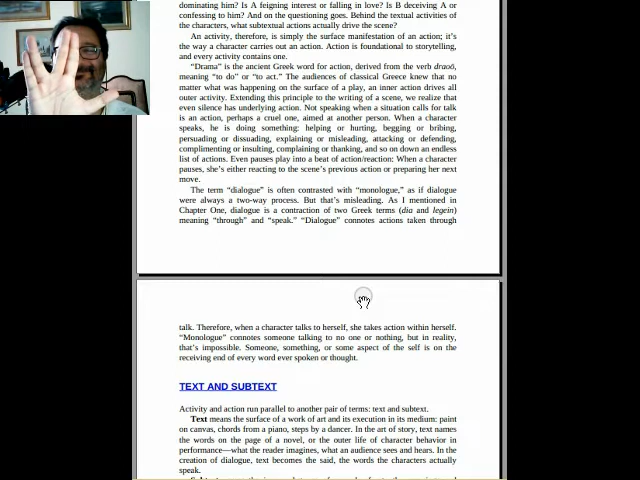 dominating him? Is A feigning interest or falling in love? Is B deceiving A or
confessing to him? And on the questioning goes. Behind the textual activities of
the characters, what subtextual actions actually drive the scene?
An activity, therefore, is simply the surface manifestation of an action; it's
the way a character carries out an action. Action is foundational to storytelling,
and every activity contains one.
“Drama” is the ancient Greek word for action, derived from the verb draoô,
meaning “to do” or “to act.” The audiences of classical Greece knew that no
matter what was happening on the surface of a play, an inner action drives all
outer activity. Extending this principle to the writing of a scene, we realize that
even silence has underlying action. Not speaking when a situation calls for talk
is an action, perhaps a cruel one, aimed at another person. When a character
speaks, he is doing something: helping or hurting, begging or bribing,
persuading or dissuading, explaining or misleading, attacking or defending,
complimenting or insulting, complaining or thanking, and so on down an endless
list of actions. Even pauses play into a beat of action/reaction: When a character
pauses, she's either reacting to the scene's previous action or preparing her next
move.
The term “dialogue” is often contrasted with “monologue,” as if dialogue
were always a two-way process. But that's misleading. As I mentioned in
Chapter One, dialogue is a contraction of two Greek terms (dia and legein)
meaning “through” and “speak.” “Dialogue” connotes actions taken through
talk. Therefore, when a character talks to herself, she takes action within herself.
“Monologue” connotes someone talking to no one or nothing, but in reality,
that's impossible. Someone, something, or some aspect of the self is on the
receiving end of every word ever spoken or thought.
TEXT AND SUBTEXT
Activity and action run parallel to another pair of terms: text and subtext.
Text means the surface of a work of art and its execution in its medium: paint
on canvas, chords from a piano, steps by a dancer. In the art of story, text names
the words on the page of a novel, or the outer life of character behavior in
performance—what the reader imagines, what an audience sees and hears. In the
creation of dialogue, text becomes the said, the words the characters actually
speak.